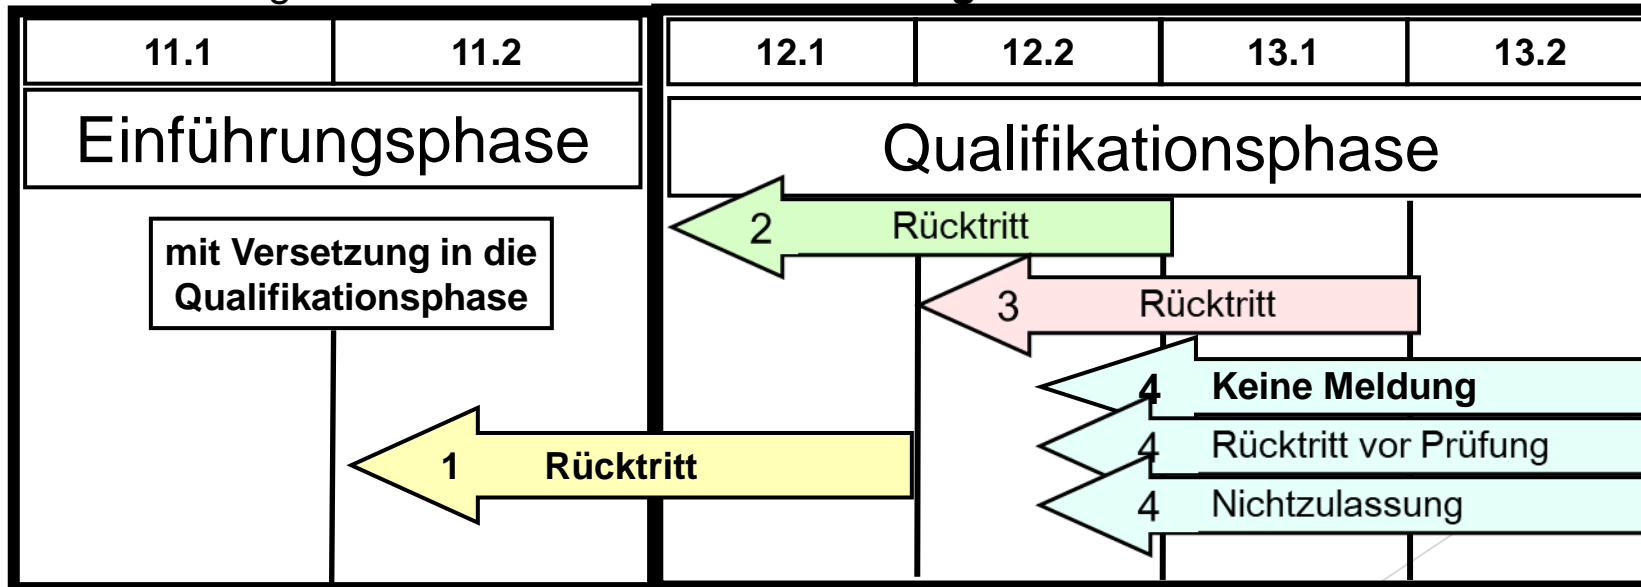 11.1
11.2
12.1
12.2
13.1
13.2
Einführungsphase
Qualifikationsphase
mit Versetzung in die
Qualifikationsphase
2 Rücktritt
3 Rücktritt
4 Keine Meldung
4 Rücktritt vor Prüfung
4 Nichtzulassung
1 Rücktritt